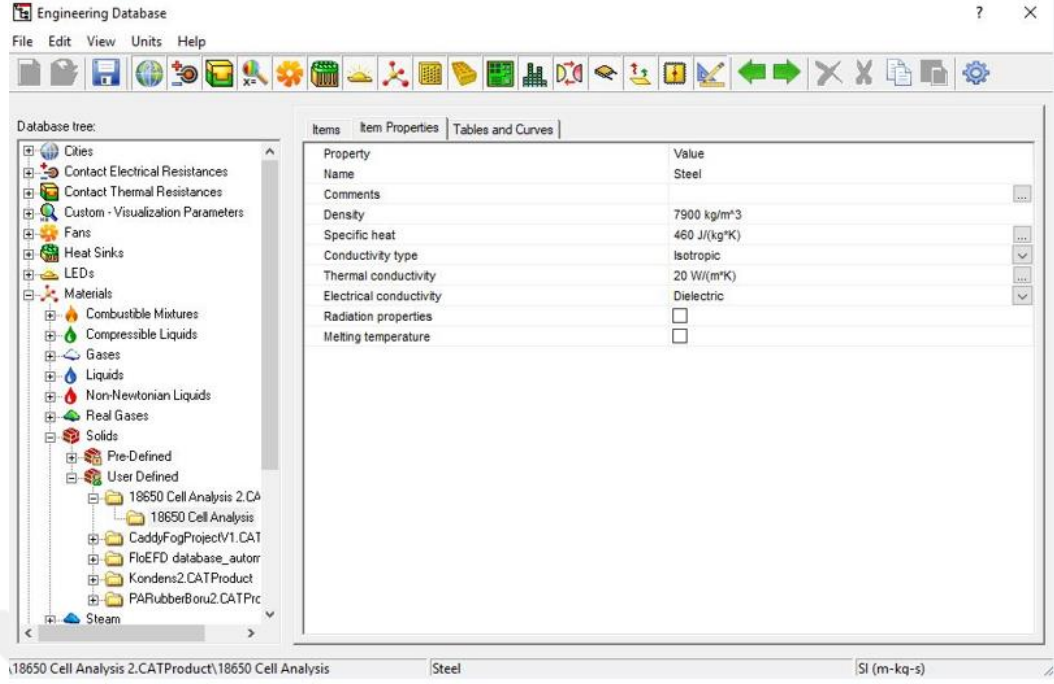 Engineering Database
File Edit View Units Help
Database tree:
Cities
Contact Electrical Resistances
Contact Thermal Resistances
Custom - Visualization Parameters
Fans
Heat Sinks
LEDs
Materials
Combustible Mixtures
Compressible Liquids
Gases
Liquids
Non-Newtonian Liquids
Real Gases
Solids
Pre-Defined
User Defined
18650 Cell Analysis 2.CA
18650 Cell Analysis
CaddyFogProjectV1.CAT
FloEFD database_autom
Kondens2.CATProduct
PARubberBoru2.CATPrc
Steam
Items Item Properties Tables and Curves
Property Value
Name Steel
Comments
Density 7900 kg/m^3
Specific heat 460 J/(kg*K)
Conductivity type Isotropic
Thermal conductivity 20 W/(m*K)
Electrical conductivity Dielectric
Radiation properties
Melting temperature
\18650 Cell Analysis 2.CATProduct\18650 Cell Analysis Steel SI (m-kg-s)